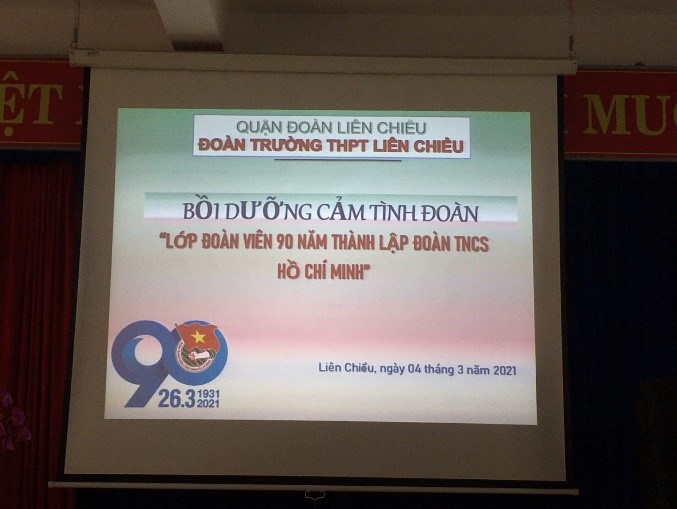 ỆT
MUÔ
QUẬN ĐOÀN LIÊN CHIỂU
ĐOÀN TRƯỜNG THPT LIÊN CHIỂU
BỒI DƯỠNG CẢM TÌNH ĐOÀN
“LỚP ĐOÀN VIÊN 90 NĂM THÀNH LẬP ĐOÀN TNCS
HỒ CHÍ MINH”
Liên Chiểu, ngày 04 tháng 3 năm 2021
90
26.3 1931
2021